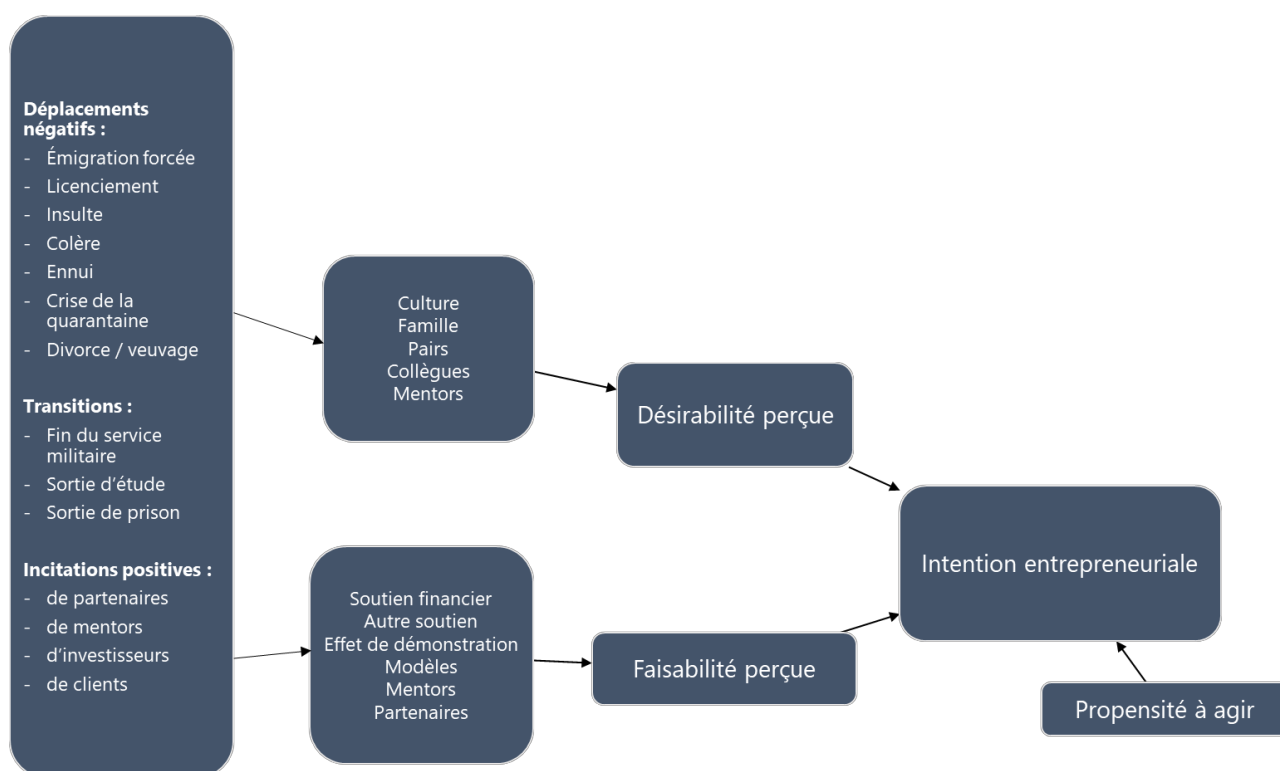 Déplacements
négatifs :
- Émigration forcée
- Licenciement
- Insulte
- Colère
- Ennui
- Crise de la
quarantaine
- Divorce / veuvage
Transitions :
- Fin du service
militaire
- Sortie d'étude
- Sortie de prison
Incitations positives :
- de partenaires
- de mentors
- d'investisseurs
- de clients
Culture
Famille
Pairs
Collègues
Mentors
Soutien financier
Autre soutien
Effet de démonstration
Modèles
Mentors
Partenaires
Désirabilité perçue
Faisabilité perçue
Intention entrepreneuriale
Propensité à agir